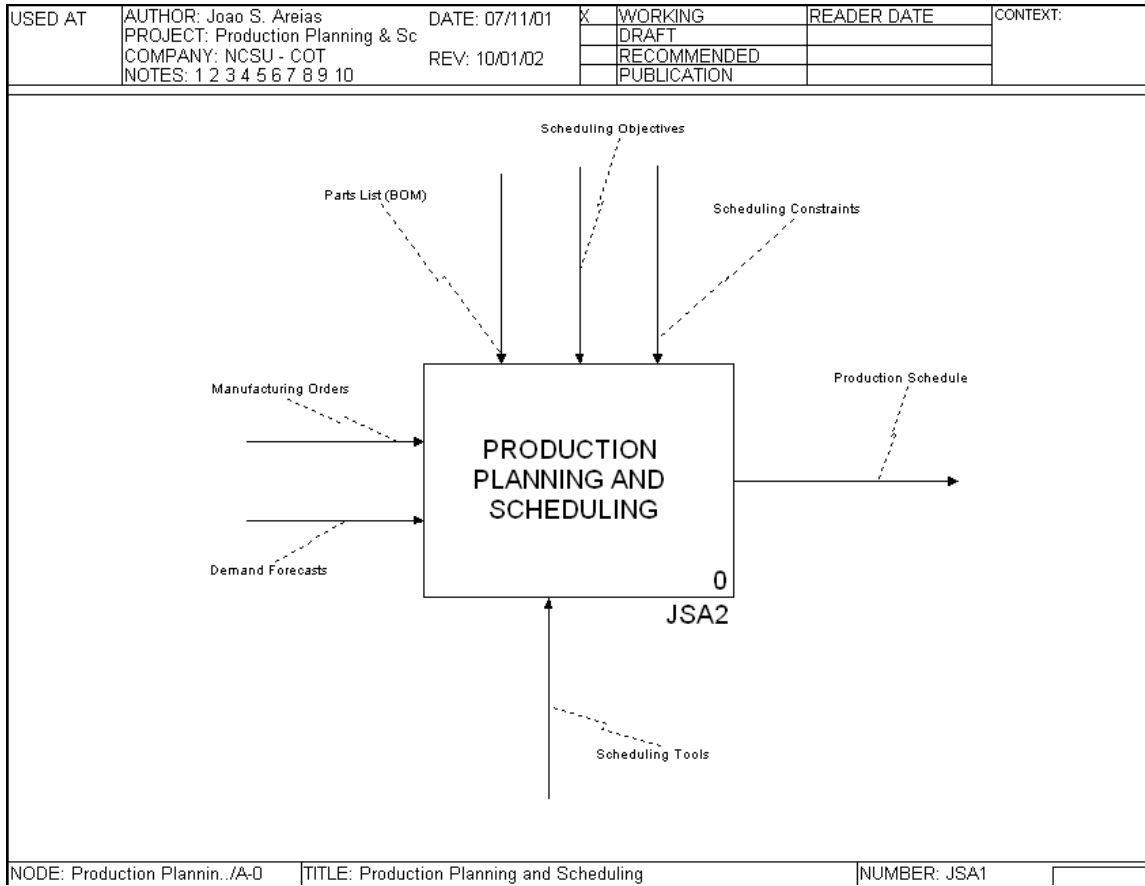 USED AT
AUTHOR: Joao S. Areias
DATE: 07/11/01
X
WORKING
READER DATE
CONTEXT:
PROJECT: Production Planning & Sc
DRAFT
COMPANY: NCSU - COT
REV: 10/01/02
RECOMMENDED
NOTES: 1 2 3 4 5 6 7 8 9 10
PUBLICATION
Scheduling Objectives
Parts List (BOM)
Scheduling Constraints
Manufacturing Orders
Production Schedule
PRODUCTION
PLANNING AND
SCHEDULING
Demand Forecasts
0
JSA2
Scheduling Tools
NODE: Production Plannin../A-0
TITLE: Production Planning and Scheduling
NUMBER: JSA1